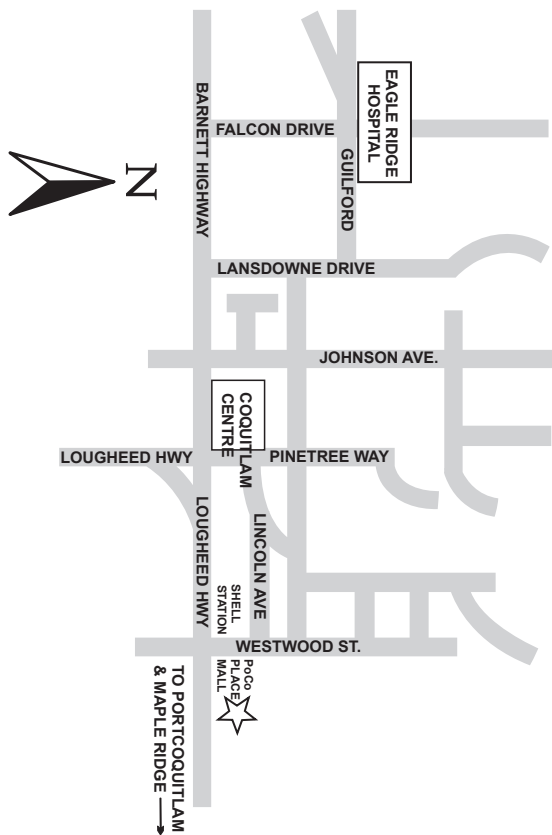 EAGLE RIDGE
HOSPITAL
BARNETT HIGHWAY
FALCON DRIVE
GUILFORD
N
LANSDOWNE DRIVE
JOHNSON AVE.
COQUITLAM
CENTRE
LOUGHEED HWY
PINETREE WAY
LOUGHEED HWY
LINCOLN AVE
SHELL
STATION
WESTWOOD ST.
PoCo
PLACE
MALL
TO PORTCOQUITLAM
& MAPLE RIDGE